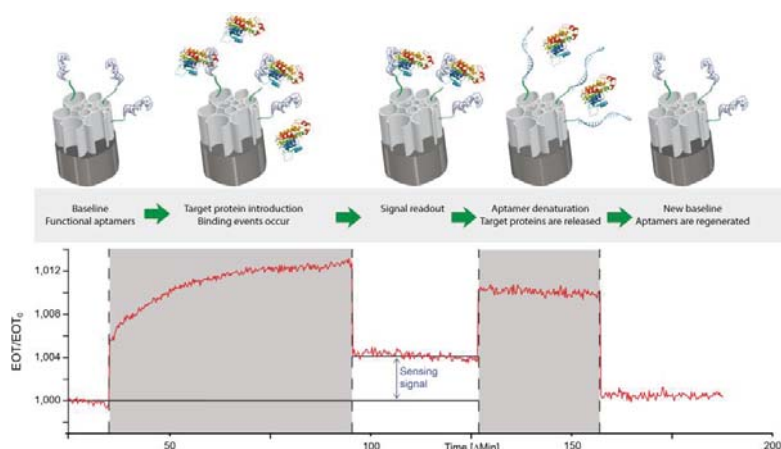 Baseline
Functional aptamers
Target protein introduction
Binding events occur
Signal readout
Aptamer denaturation
Target proteins are released
New baseline
Aptamers are regenerated
EOT/EOT₀
1,012
1,008
1,004
1,000
Sensing
signal
50
100
150
200
Time [ΔMin]